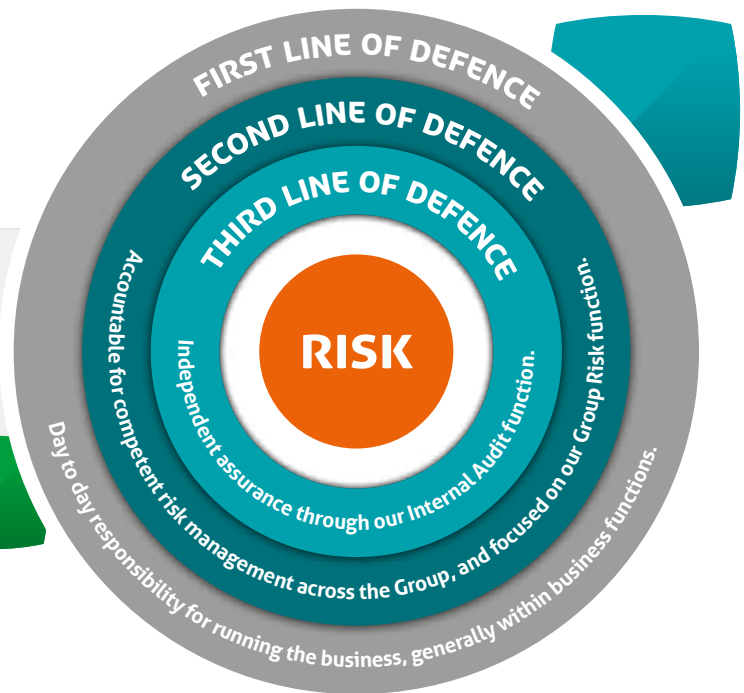 FIRST LINE OF DEFENCE
Day to day responsibility for running the business, generally within business functions.
SECOND LINE OF DEFENCE
Accountable for competent risk management across the Group, and focused on our Group Risk function.
THIRD LINE OF DEFENCE
Independent assurance through our Internal Audit function.
RISK